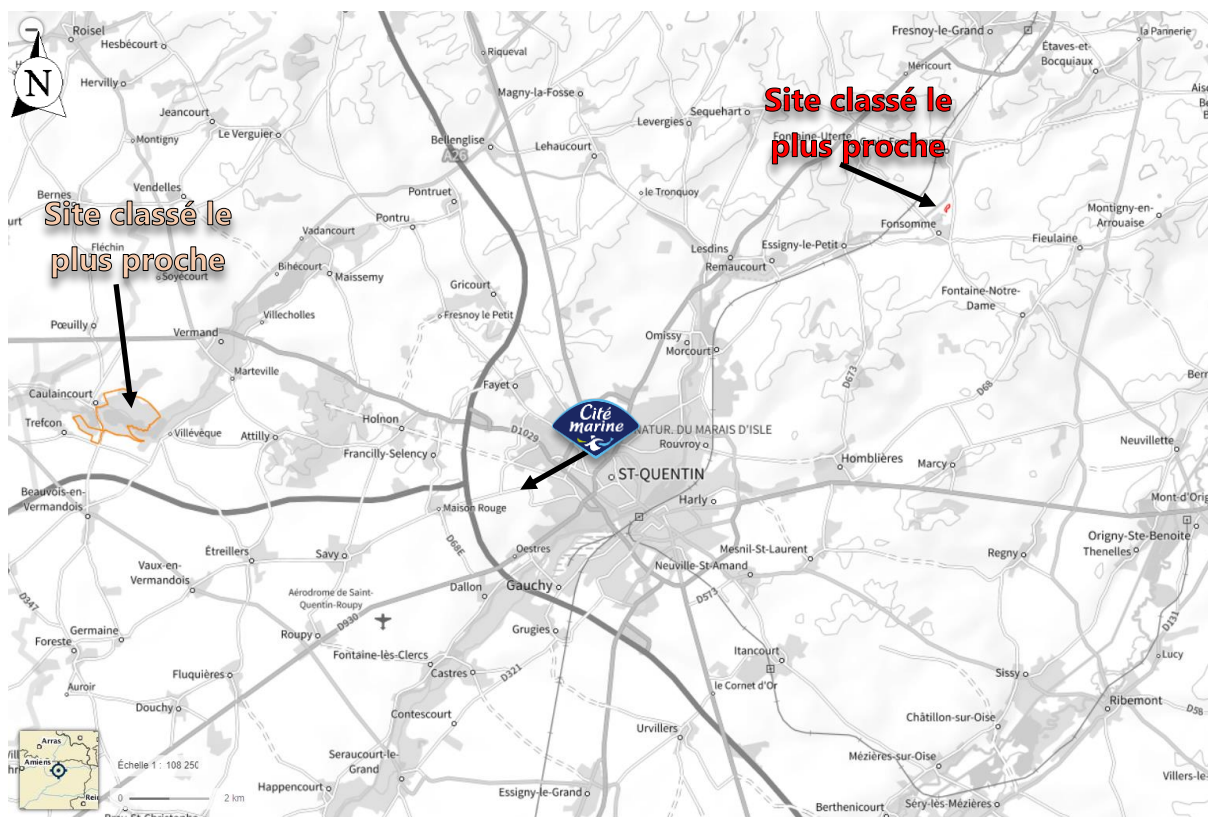 Roisel
Hesbécourt
Riqueval
Fresnoy-le-Grand
la Pannerie
Étaves-et-
Bocquiaux
Méricourt
N
Hervilly
Magny-la-Fosse
Site classé le
plus proche
Jeancourt
Le Verguier
Montigny
Bellenglise
A26
Levergies
Sequehart
Fontaine-Uterte
Lehaucourt
Bernes
Vendelles
Pontruet
le Tronquoy
Montigny-en-
Arrouaise
Site classé le
plus proche
Fléchin
Soyécourt
Vadancourt
Pontru
Fonsomme
Fieulaine
Lesdins
Essigny-le-Petit
Remaucourt
Bihécourt
Maissemy
Gricourt
Fontaine-Notre-
Dame
Pœuilly
Villecholles
Fresnoy le Petit
Vermand
Omissy
Morcourt
D673
D68
Marteville
Fayet
Caulaincourt
Trefcon
Villévêque
Attilly
Holnon
D1029
Cité
marine
NATUR. DU MARAIS D'ISLE
Rouvroy
Francilly-Selency
Homblières
Marcy
Neuvillette
ST-QUENTIN
Beauvois-en-
Vermandois
Maison Rouge
Harly
Mont-d'Orig
Origny-Ste-Benoite
Thenelles
Étreillers
Savy
D68E
Oestres
Mesnil-St-Laurent
Regny
Vaux-en-
Vermandois
Dallon
Gauchy
Neuville-St-Amand
D573
D347
Aérodrome de Saint-
Quentin-Roupy
D930
Germaine
Foreste
Roupy
Grugies
D131
Fontaine-lès-Clercs
Itancourt
Lucy
Fluquières
Castres
D321
le Cornet d'Or
Sissy
Auroir
Douchy
Contescourt
Ribemont
D58
Urvillers
Châtillon-sur-Oise
Arras
Amiens
Échelle 1 : 108 250
Seraucourt-le-
Grand
Mézières-sur-Oise
Villers-le-
0
2 km
Happencourt
Essigny-le-Grand
Berthenicourt
Séry-lès-Mézières